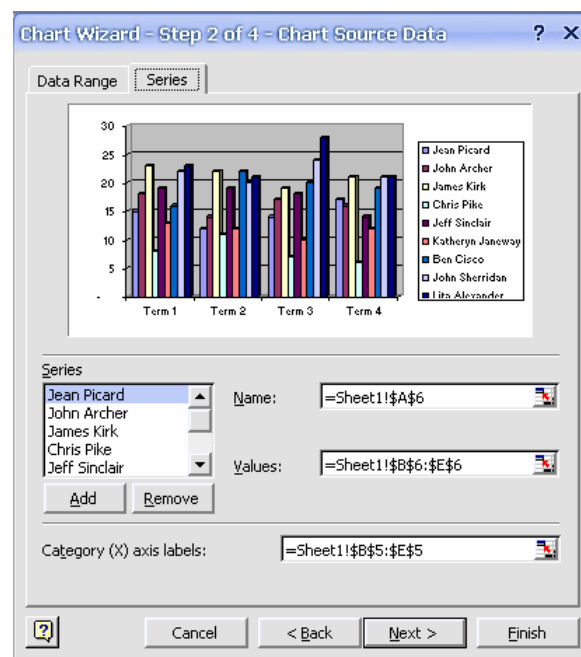 Chart Wizard - Step 2 of 4 - Chart Source Data ? X
Data Range Series
30
25
20
15
10
5
-
Term 1 Term 2 Term 3 Term 4
Jean Picard
John Archer
James Kirk
Chris Pike
Jeff Sinclair
Katheryn Janeway
Ben Cisco
John Sherridan
Lita Alexander
Series
Jean Picard
John Archer
James Kirk
Chris Pike
Jeff Sinclair
Name: =Sheet1!$A$6
Values: =Sheet1!$B$6:$E$6
Add Remove
Category (X) axis labels: =Sheet1!$B$5:$E$5
? Cancel < Back Next > Finish